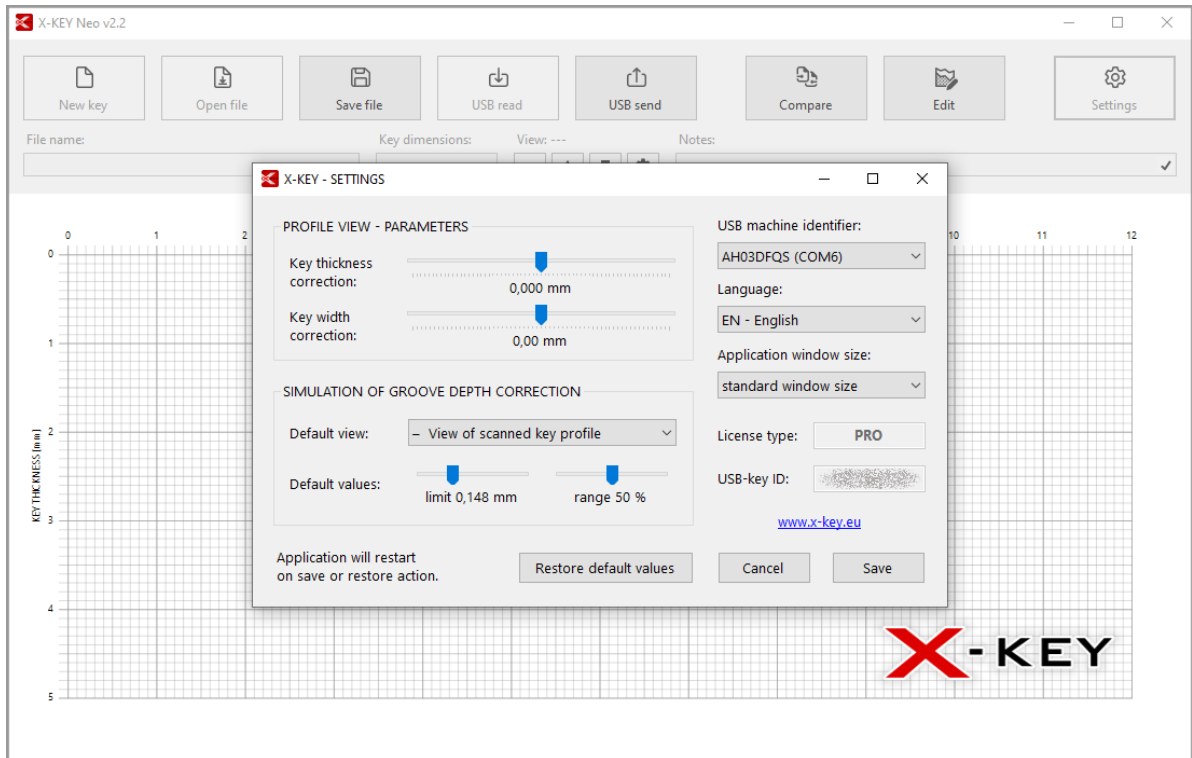 X-KEY Neo v2.2
New key
Open file
Save file
USB read
USB send
Compare
Edit
Settings
File name:
Key dimensions:
View: ---
Notes:
X-KEY - SETTINGS
PROFILE VIEW - PARAMETERS
Key thickness
correction:
0,000 mm
Key width
correction:
0,00 mm
SIMULATION OF GROOVE DEPTH CORRECTION
Default view:
– View of scanned key profile
Default values:
limit 0,148 mm
range 50 %
USB machine identifier:
AH03DFQS (COM6)
Language:
EN - English
Application window size:
standard window size
License type:
PRO
USB-key ID:
www.x-key.eu
Application will restart
on save or restore action.
Restore default values
Cancel
Save
0 1 2 10 11 12
0
1
2
3
4
5
KEY THICKNESS [mm]
X-KEY